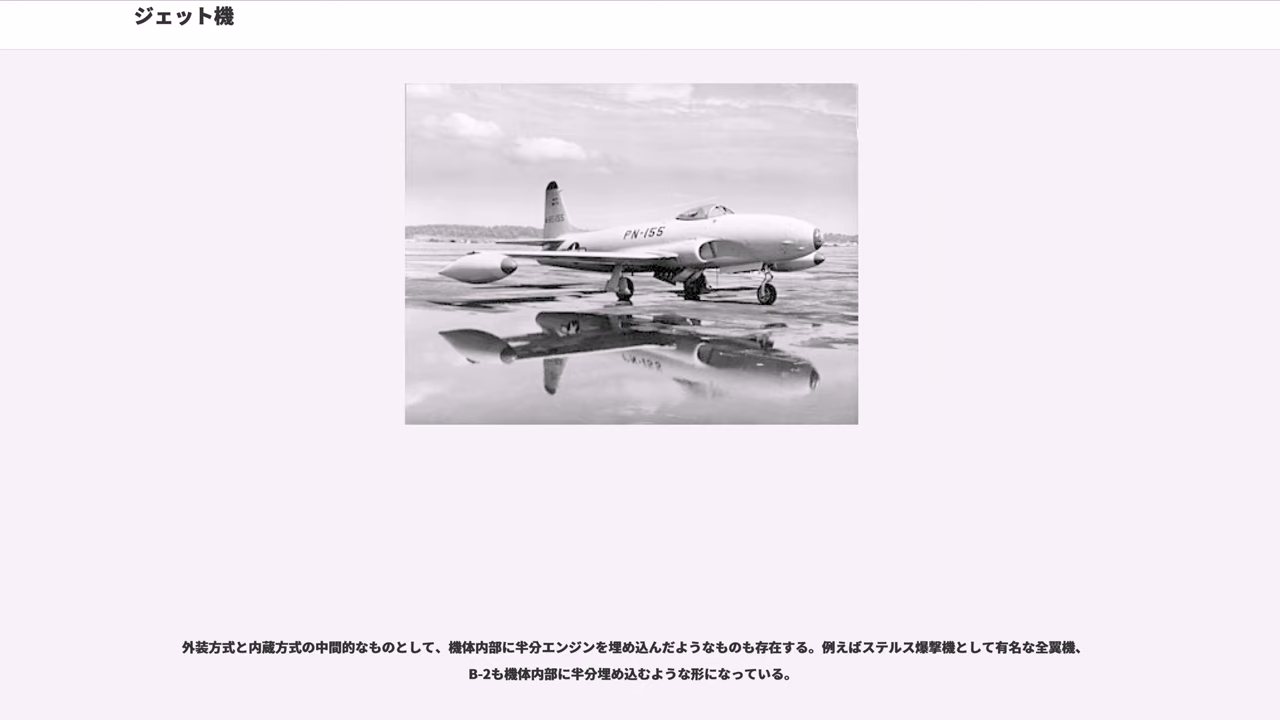 ジェット機
PN-155
外装方式と内蔵方式の中間的なものとして、機体内部に半分エンジンを埋め込んだようなものも存在する。例えばステルス爆撃機として有名な全翼機、
B-2も機体内部に半分埋め込むような形になっている。